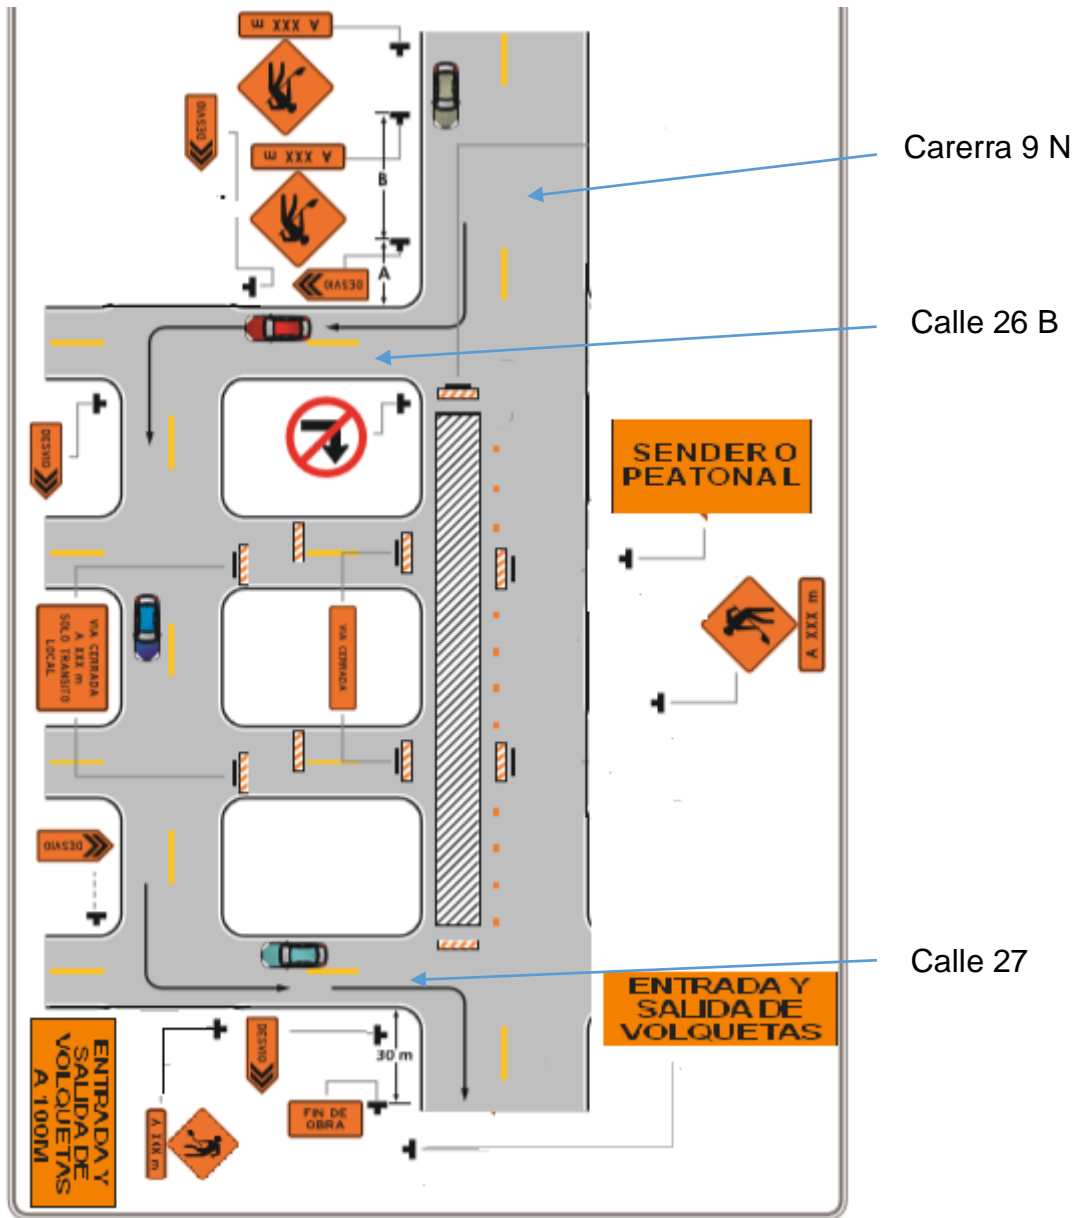 A XXX m
DESVIO
A XXX m
B
A
DESVIO
Carerra 9 N
Calle 26 B
DESVIO
SENDERO
PEATONAL
VIA CERRADA
A XXX m
SOLO TRANSITO
LOCAL
VIA CERRADA
A XXX m
DESVIO
Calle 27
ENTRADA Y
SALIDA DE
VOLQUETAS
ENTRADA Y
SALIDA DE
VOLQUETAS
A 100M
A XXX m
DESVIO
30 m
FIN DE
OBRA